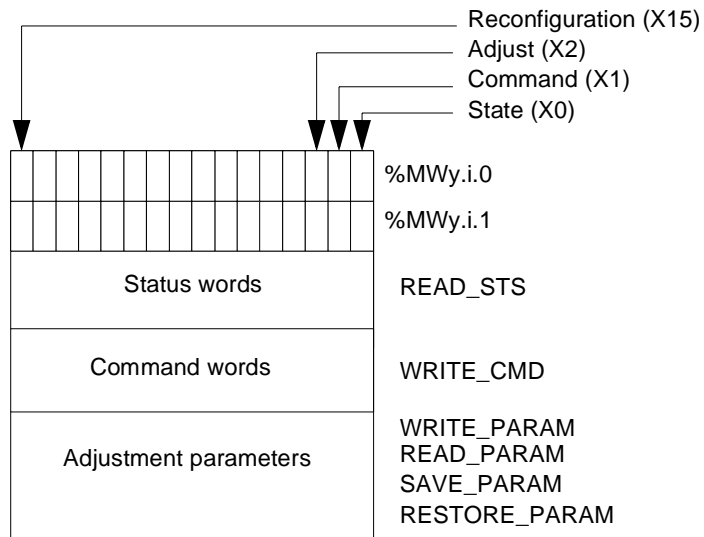 Reconfiguration (X15)
Adjust (X2)
Command (X1)
State (X0)
%MWy.i.0
%MWy.i.1
Status words READ_STS
Command words WRITE_CMD
WRITE_PARAM
Adjustment parameters READ_PARAM
SAVE_PARAM
RESTORE_PARAM